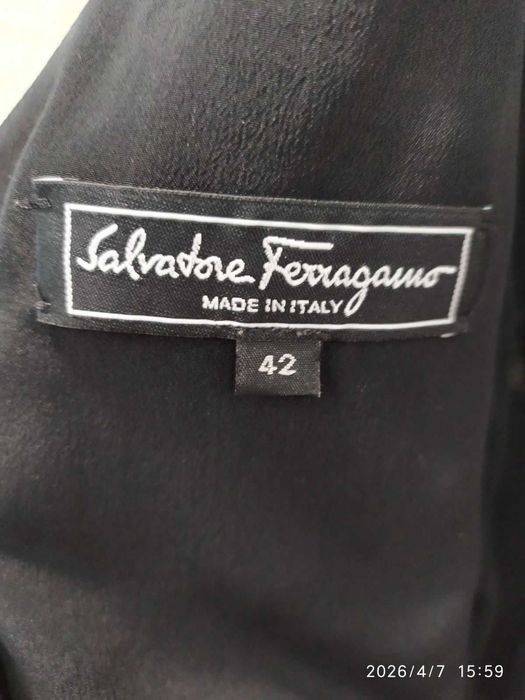 Salvatore Ferragamo
MADE IN ITALY
42
2026/4/7 15:59